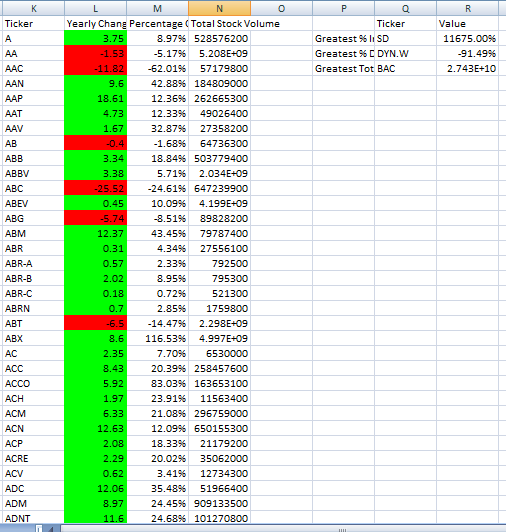 K L M N O P Q R
Ticker Yearly Chang Percentage ( Total Stock Volume Ticker Value
A 3.75 8.97% 528576200 Greatest % I SD 11675.00%
AA -1.53 -5.17% 5.208E+09 Greatest % D DYN.W -91.49%
AAC -11.82 -62.01% 57179800 Greatest Tot BAC 2.743E+10
AAN 9.6 42.88% 184809000
AAP 18.61 12.36% 262665300
AAT 4.73 12.33% 49026400
AAV 1.67 32.87% 27358200
AB -0.4 -1.68% 64736300
ABB 3.34 18.84% 503779400
ABBV 3.38 5.71% 2.034E+09
ABC -25.52 -24.61% 647239900
ABEV 0.45 10.09% 4.199E+09
ABG -5.74 -8.51% 89828200
ABM 12.37 43.45% 79787400
ABR 0.31 4.34% 27556100
ABR-A 0.57 2.33% 792500
ABR-B 2.02 8.95% 795300
ABR-C 0.18 0.72% 521300
ABRN 0.7 2.85% 1759800
ABT -6.5 -14.47% 2.298E+09
ABX 8.6 116.53% 4.997E+09
AC 2.35 7.70% 6530000
ACC 8.43 20.39% 258457600
ACCO 5.92 83.03% 163653100
ACH 1.97 23.91% 11563400
ACM 6.33 21.08% 296759000
ACN 12.63 12.09% 650155300
ACP 2.08 18.33% 21179200
ACRE 2.29 20.02% 35062000
ACV 0.62 3.41% 12734300
ADC 12.06 35.48% 51966400
ADM 8.97 24.45% 909133500
ADNT 11.6 24.68% 101270800